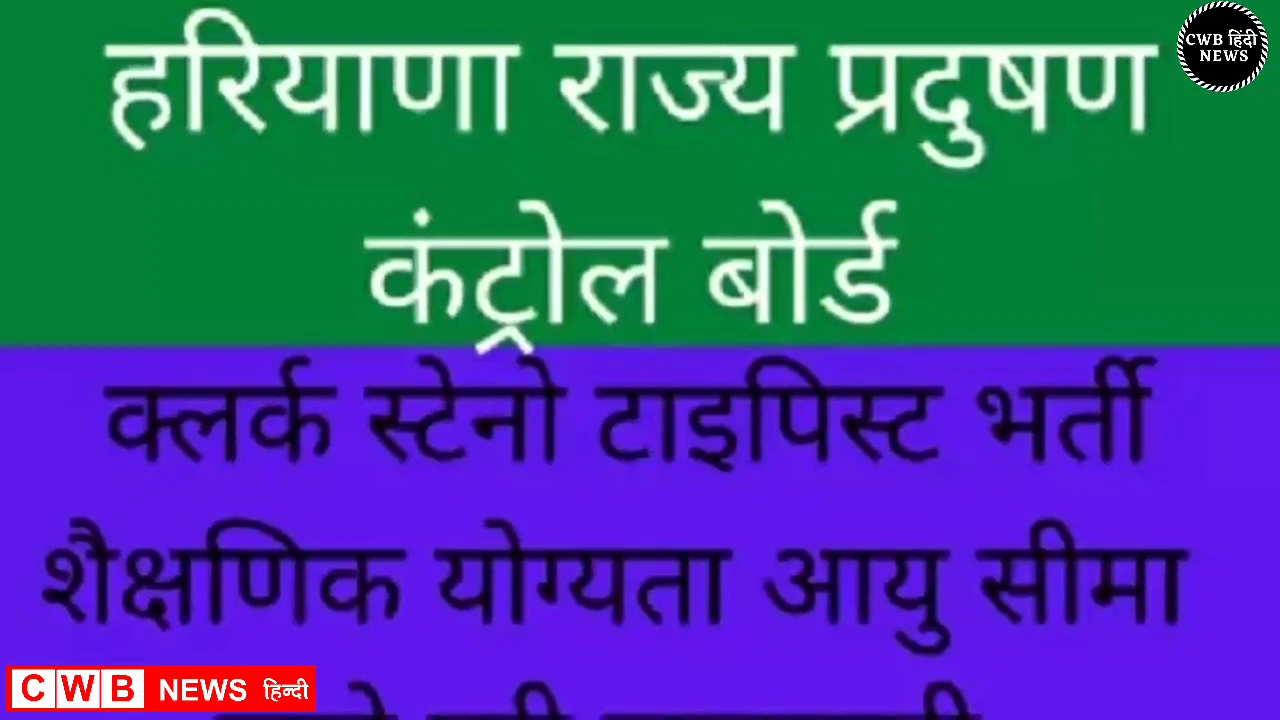 हरियाणा राज्य प्रदुषण
कंट्रोल बोर्ड
क्लर्क स्टेनो टाइपिस्ट भर्ती
शैक्षणिक योग्यता आयु सीमा
CWB हिंदी
NEWS
CWB NEWS हिन्दी